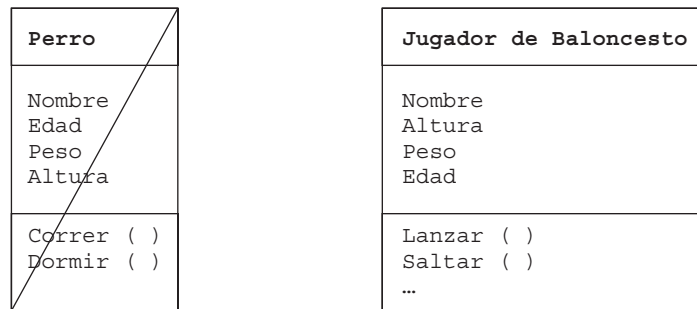 Perro
Nombre
Edad
Peso
Altura
Correr ( )
Dormir ( )
Jugador de Baloncesto
Nombre
Altura
Peso
Edad
Lanzar ( )
Saltar ( )
…